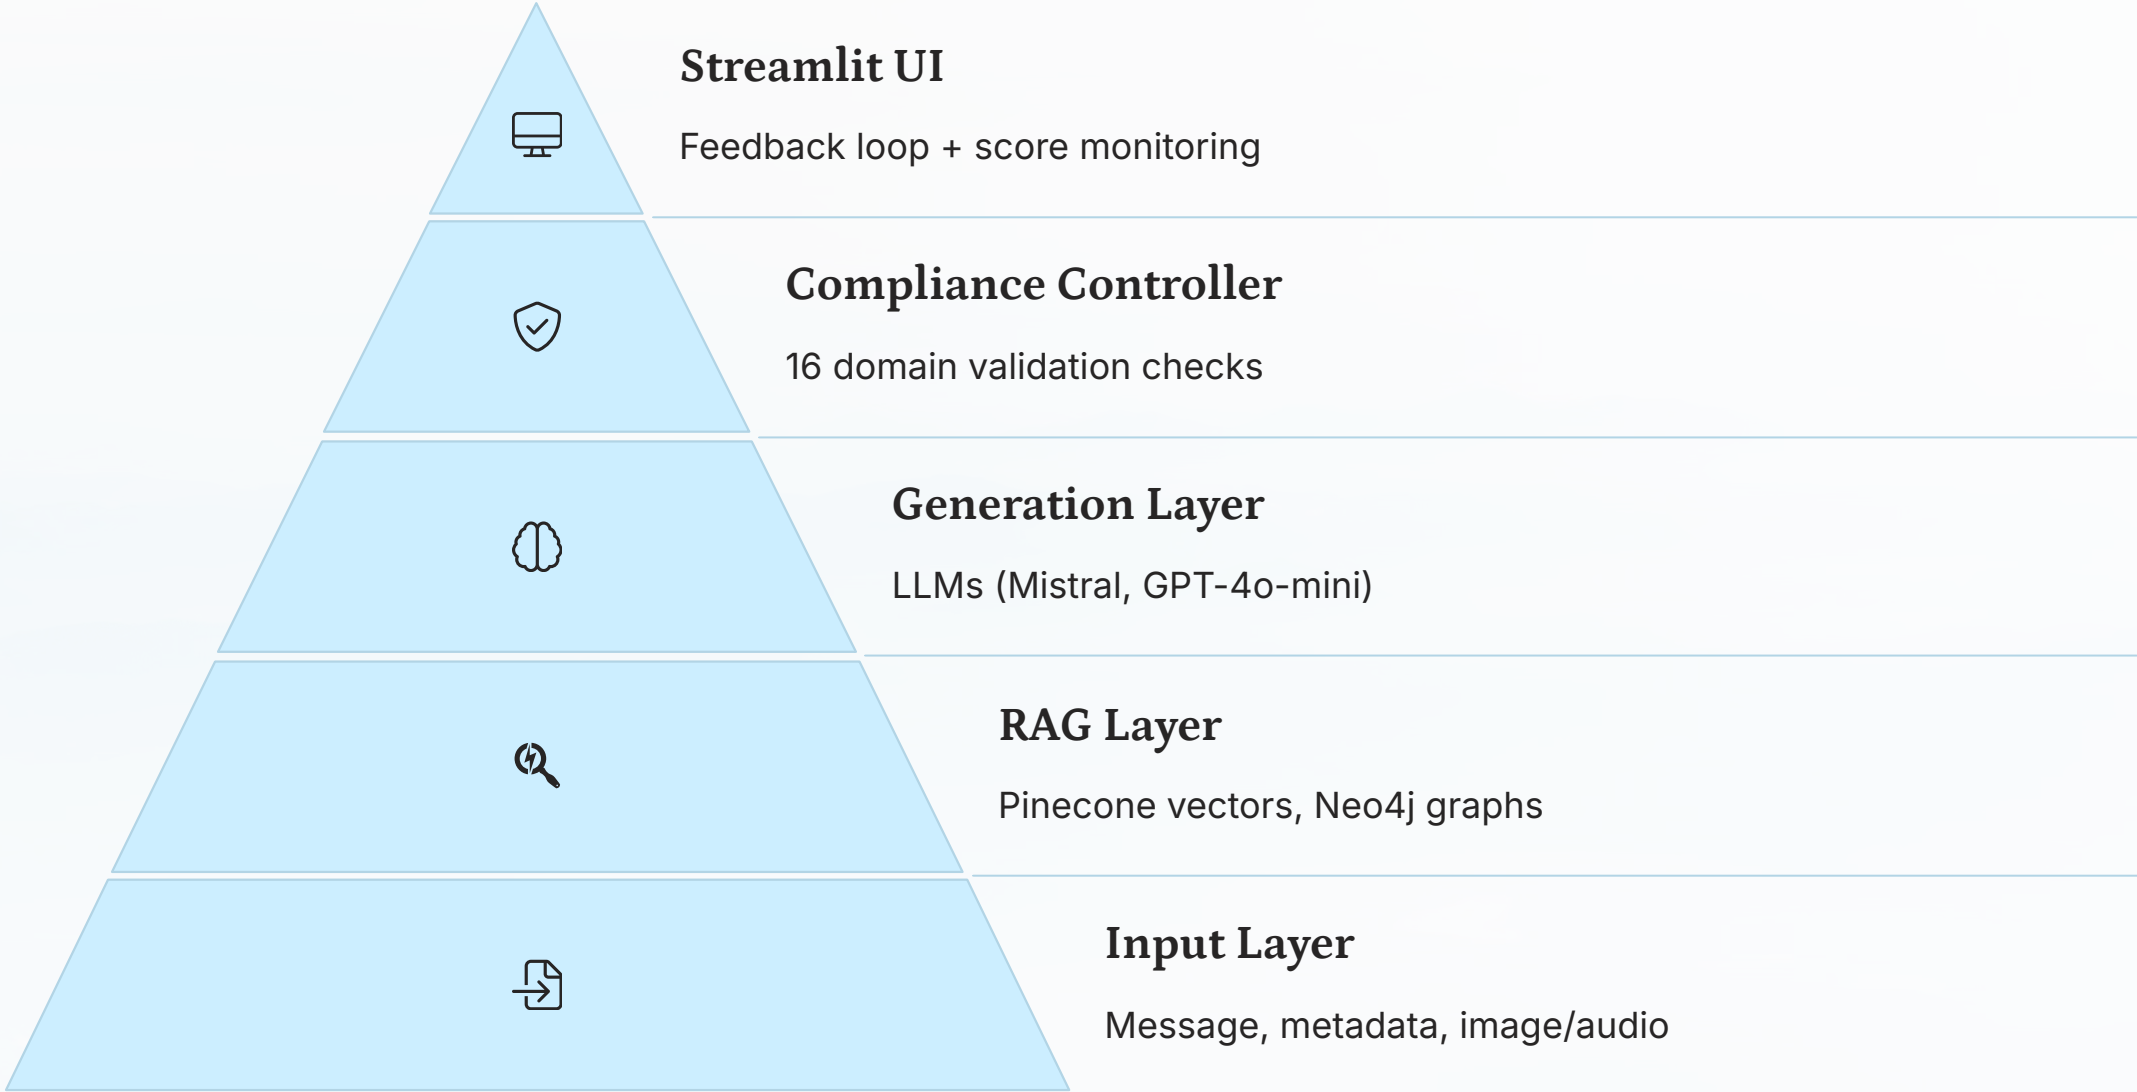 Streamlit UI
Feedback loop + score monitoring
Compliance Controller
16 domain validation checks
Generation Layer
LLMs (Mistral, GPT-4o-mini)
RAG Layer
Pinecone vectors, Neo4j graphs
Input Layer
Message, metadata, image/audio